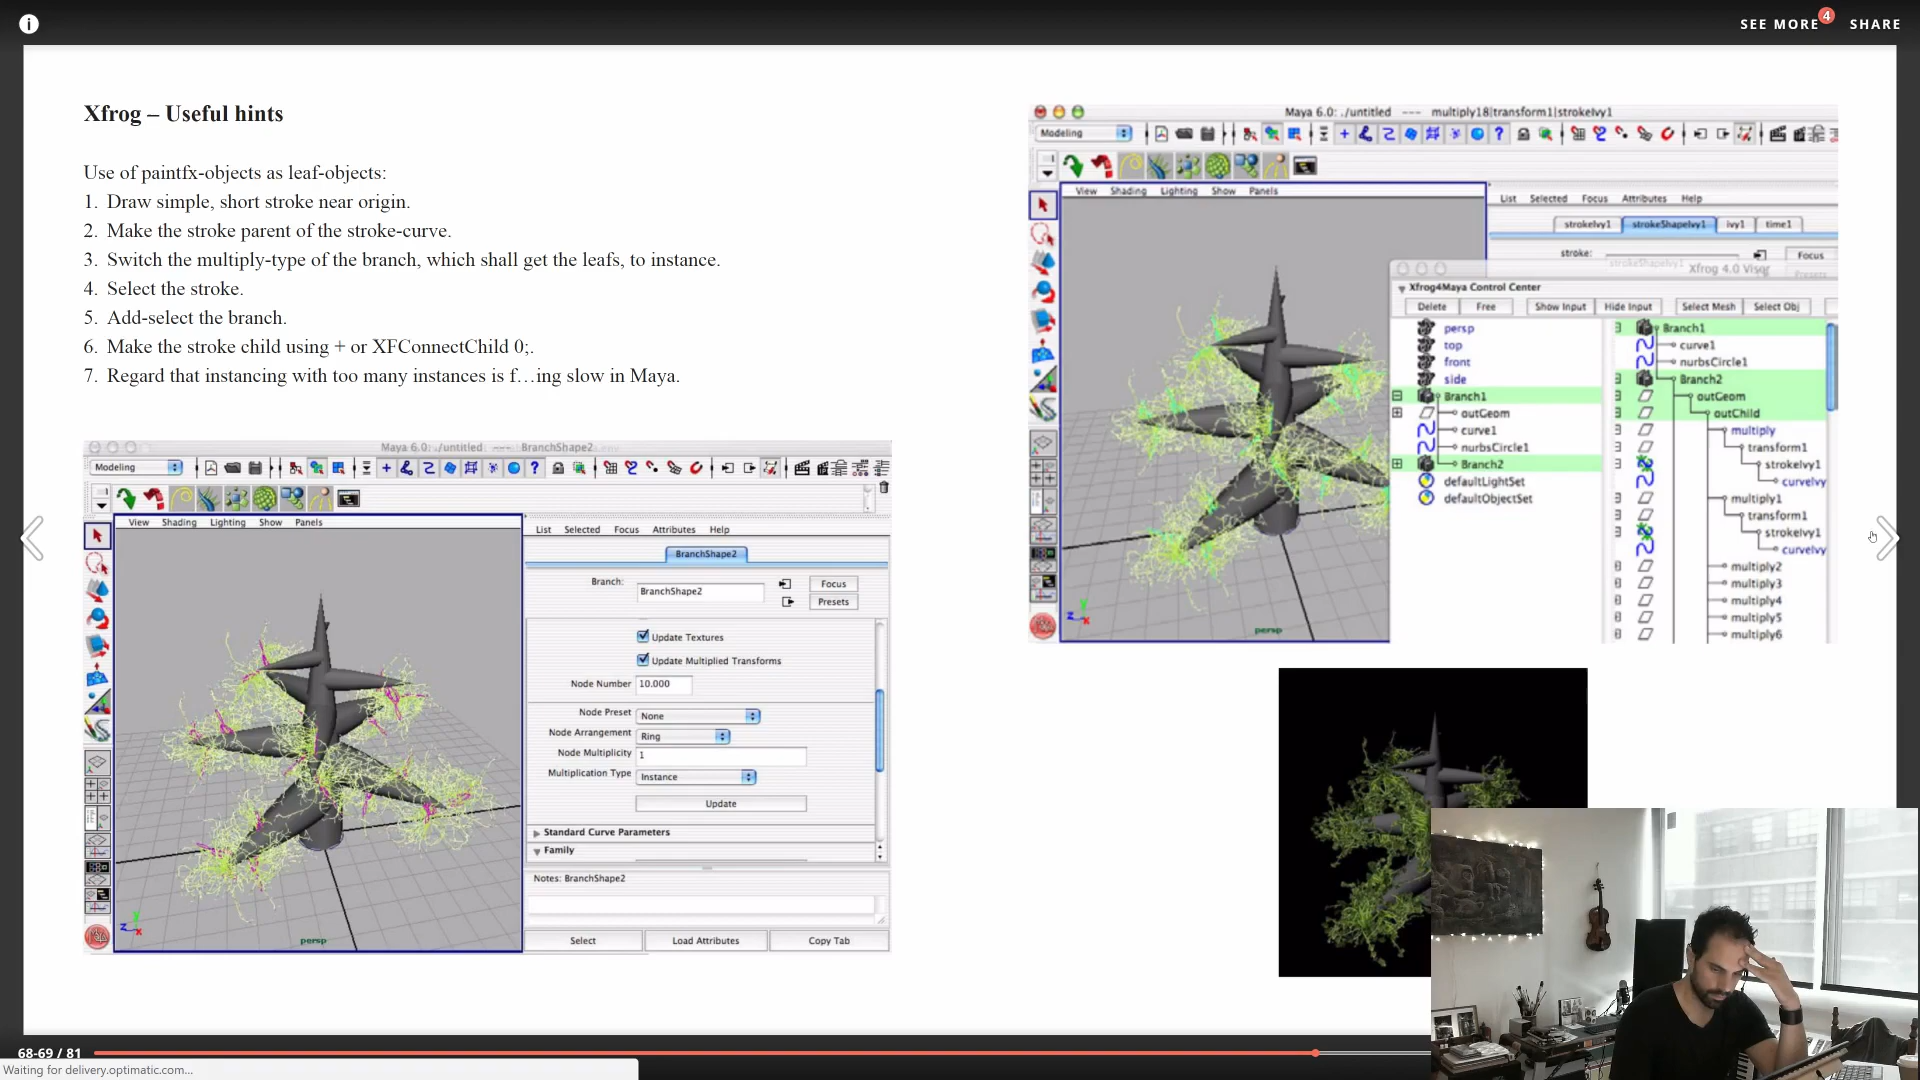 i
SEE MORE
4
SHARE
Xfrog – Useful hints
Use of paintfx-objects as leaf-objects:
1. Draw simple, short stroke near origin.
2. Make the stroke parent of the stroke-curve.
3. Switch the multiply-type of the branch, which shall get the leafs, to instance.
4. Select the stroke.
5. Add-select the branch.
6. Make the stroke child using + or XFConnectChild 0;.
7. Regard that instancing with too many instances is f…ing slow in Maya.
Maya 6.0: ./untitled --- BranchShape2
Modeling
View Shading Lighting Show Panels
List Selected Focus Attributes Help
BranchShape2
Branch:
BranchShape2
Focus
Presets
Update Textures
Update Multiplied Transforms
Node Number 10.000
Node Preset None
Node Arrangement Ring
Node Multiplicity 1
Multiplication Type Instance
Update
Standard Curve Parameters
Family
Notes: BranchShape2
Select
Load Attributes
Copy Tab
persp
Maya 6.0: ./untitled --- multiply18|transform1|strokeIvy1
Modeling
View Shading Lighting Show Panels
List Selected Focus Attributes Help
strokeIvy1 strokeShapeIvy1 ivy1 time1
stroke:
strokeShapeIvy1
Focus
Presets
Xfrog 4.0 Visor
Xfrog4Maya Control Center
Delete Free Show Input Hide Input Select Mesh Select Obj
persp
top
front
side
Branch1
outGeom
curve1
nurbsCircle1
Branch2
defaultLightSet
defaultObjectSet
Branch1
curve1
nurbsCircle1
Branch2
outGeom
outChild
multiply
transform1
strokeIvy1
curveIvy
multiply1
transform1
strokeIvy1
curveIvy
multiply2
multiply3
multiply4
multiply5
multiply6
persp
68-69 / 81
Waiting for delivery.optimatic.com...